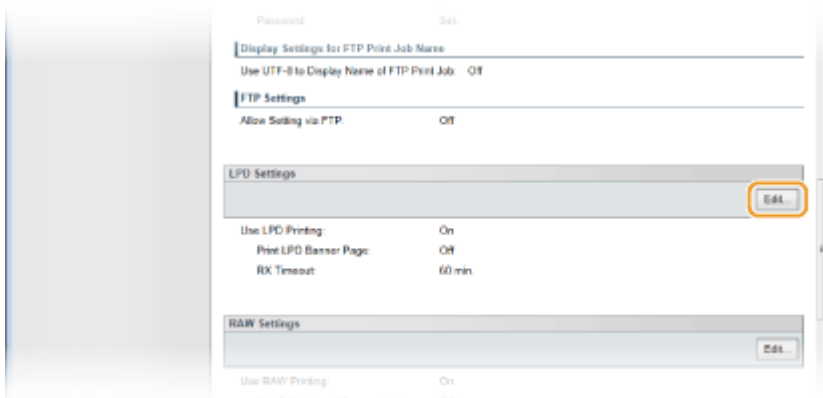 Password: Set.
Display Settings for FTP Print Job Name
Use UTF-8 to Display Name of FTP Print Job: Off
FTP Settings
Allow Setting via FTP: Off
LPD Settings
Edit...
Use LPD Printing: On
Print LPD Banner Page: Off
RX Timeout: 60 min.
RAW Settings
Edit...
Use RAW Printing: On